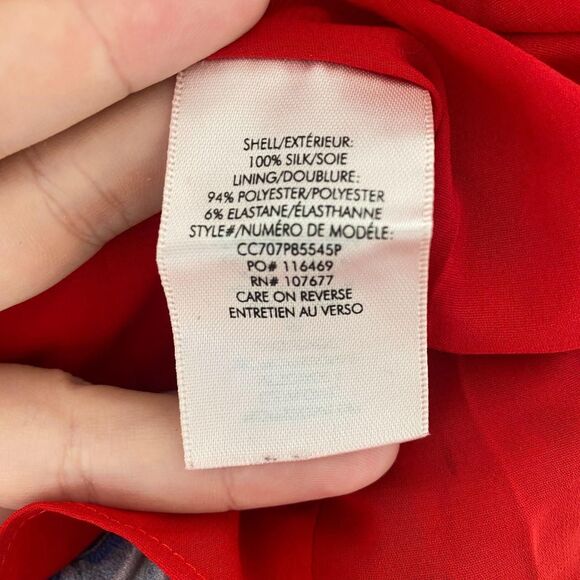 SHELL/EXTÉRIEUR:
100% SILK/SOIE
LINING/DOUBLURE:
94% POLYESTER/POLYESTER
6% ELASTANE/ÉLASTHANNE
STYLE#/NUMÉRO DE MODÈLE:
CC707P85545P
PO# 116469
RN# 107677
CARE ON REVERSE
ENTRETIEN AU VERSO